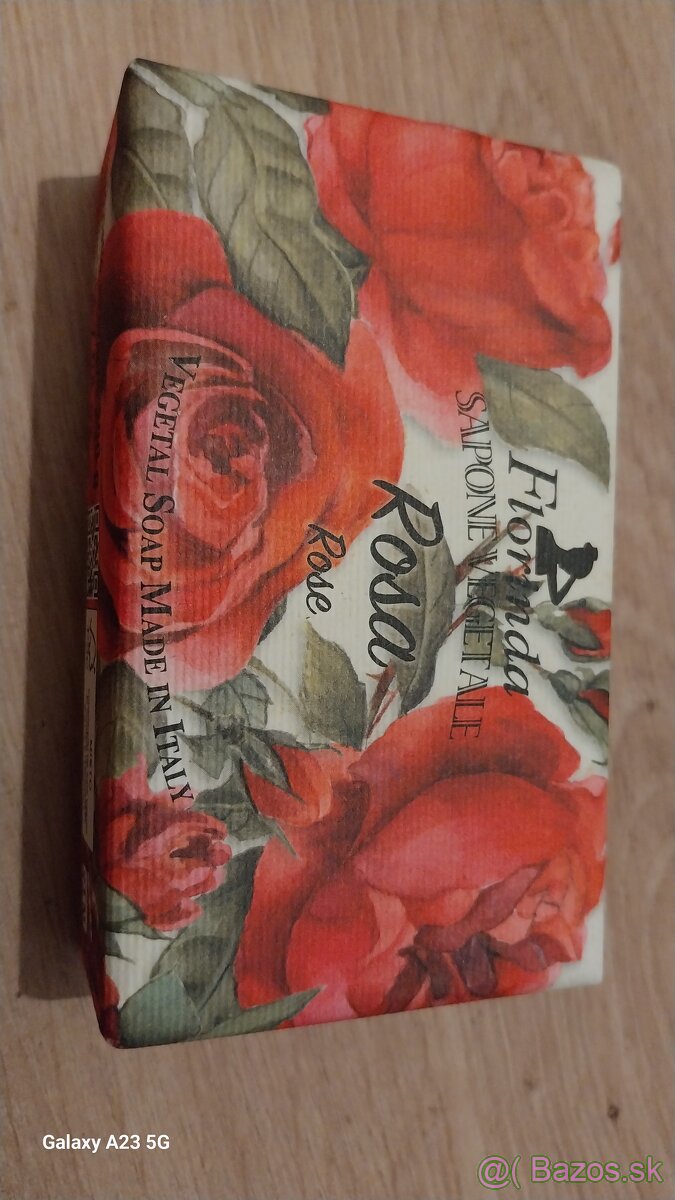 Florinda
SAPONE VEGETALE
Rosa
Rose
VEGETAL SOAP MADE IN ITALY
Galaxy A23 5G
@( Bazos.sk